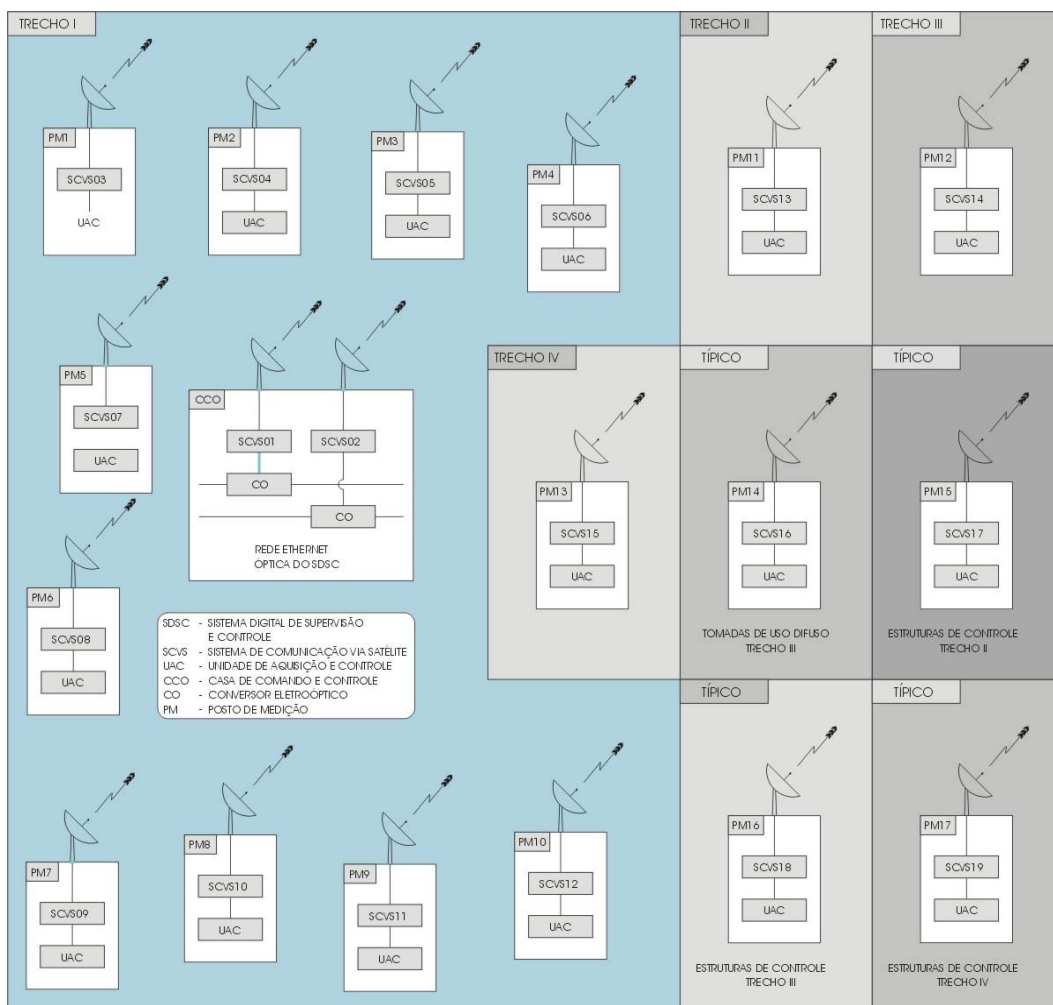 TRECHO I
TRECHO II
TRECHO III
PM1
SCVS03
UAC
PM2
SCVS04
UAC
PM3
SCVS05
UAC
PM4
SCVS06
UAC
PM11
SCVS13
UAC
PM12
SCVS14
UAC
PM5
SCVS07
UAC
CCO
SCVS01
SCVS02
CO
CO
REDE ETHERNET
ÓPTICA DO SDSC
TRECHO IV
PM13
SCVS15
UAC
TÍPICO
PM14
SCVS16
UAC
TOMADAS DE USO DIFUSO
TRECHO III
TÍPICO
PM15
SCVS17
UAC
ESTRUTURAS DE CONTROLE
TRECHO II
PM6
SCVS08
UAC
SDSC - SISTEMA DIGITAL DE SUPERVISÃO
E CONTROLE
SCVS - SISTEMA DE COMUNICAÇÃO VIA SATÉLITE
UAC - UNIDADE DE AQUISIÇÃO E CONTROLE
CCO - CASA DE COMANDO E CONTROLE
CO - CONVERSOR ELETROÓPTICO
PM - POSTO DE MEDIÇÃO
PM7
SCVS09
UAC
PM8
SCVS10
UAC
PM9
SCVS11
UAC
PM10
SCVS12
UAC
TÍPICO
PM16
SCVS18
UAC
ESTRUTURAS DE CONTROLE
TRECHO III
TÍPICO
PM17
SCVS19
UAC
ESTRUTURAS DE CONTROLE
TRECHO IV